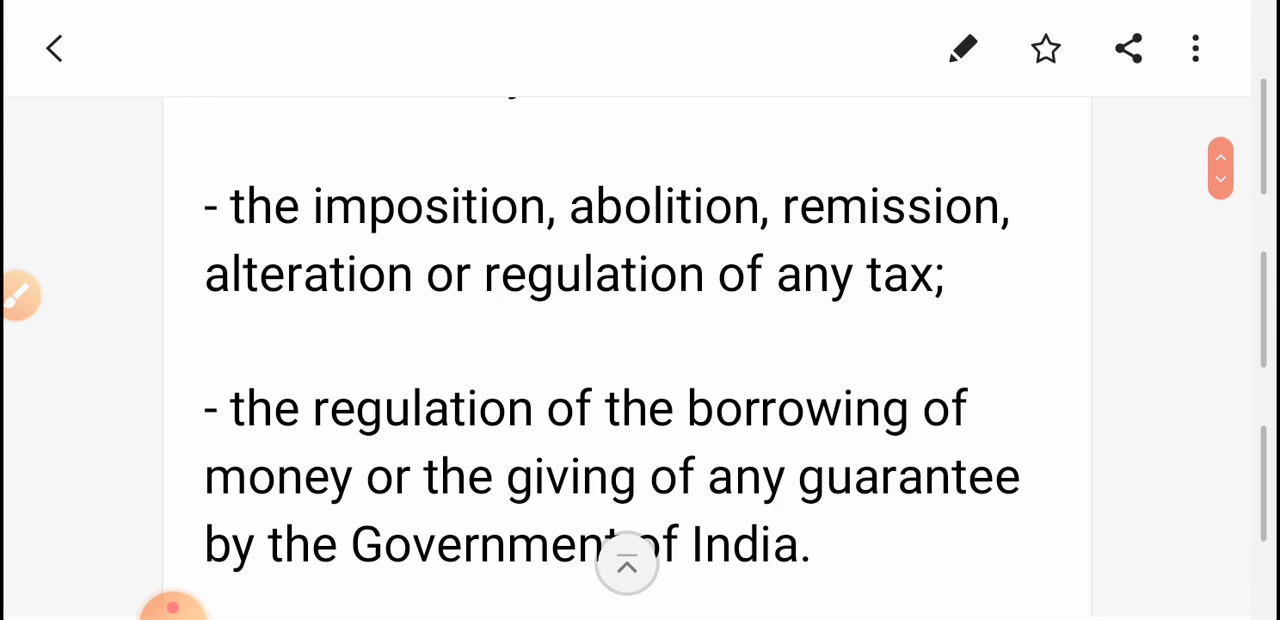 - the imposition, abolition, remission,
alteration or regulation of any tax;
- the regulation of the borrowing of
money or the giving of any guarantee
by the Government of India.